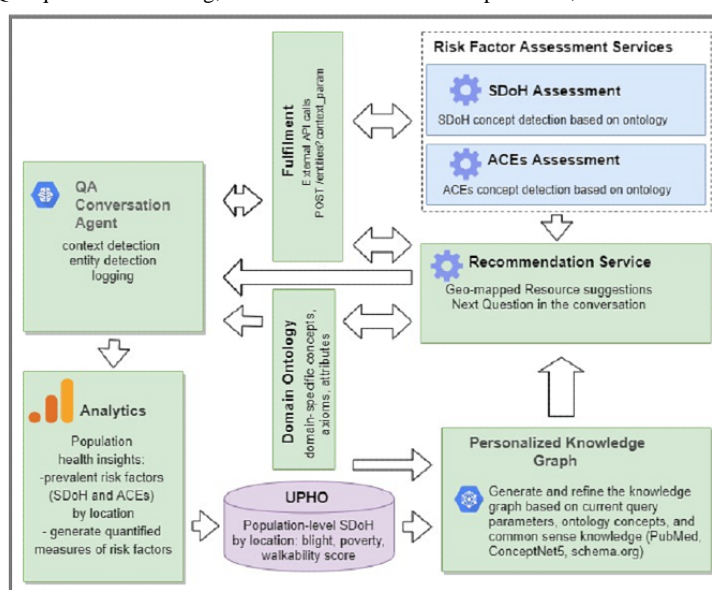 Risk Factor Assessment Services
SDoH Assessment
SDoH concept detection based on ontology
ACEs Assessment
ACEs concept detection based on ontology
Fulfilment
External API calls
POST /entities?context_param
QA
Conversation
Agent
context detection
entity detection
logging
Recommendation Service
Geo-mapped Resource suggestions
Next Question in the conversation
Domain Ontology
domain-specific concepts,
axioms, attributes
Analytics
Population
health insights:
-prevalent risk factors
(SDoH and ACEs)
by location
- generate quantified
measures of risk factors
UPHO
Population-level SDoH
by location: blight, poverty,
walkability score
Personalized Knowledge
Graph
Generate and refine the knowledge
graph based on current query
parameters, ontology concepts, and
common sense knowledge (PubMed,
ConceptNet5, schema.org)